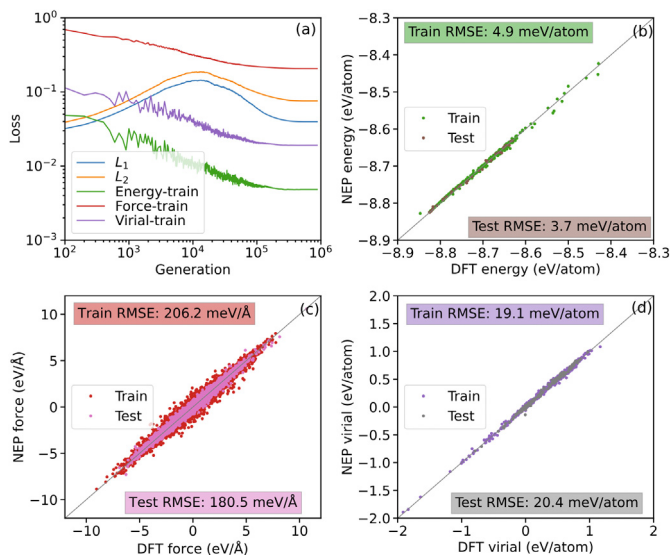 (a)
10⁰
10⁻¹
10⁻²
10⁻³
Loss
L₁
L₂
Energy-train
Force-train
Virial-train
10² 10³ 10⁴ 10⁵ 10⁶
Generation
(b)
Train RMSE: 4.9 meV/atom
−8.3
−8.4
−8.5
−8.6
−8.7
−8.8
−8.9
NEP energy (eV/atom)
Train
Test
Test RMSE: 3.7 meV/atom
−8.9 −8.8 −8.7 −8.6 −8.5 −8.4 −8.3
DFT energy (eV/atom)
(c)
Train RMSE: 206.2 meV/Å
10
5
0
−5
−10
NEP force (eV/Å)
Train
Test
Test RMSE: 180.5 meV/Å
−10 −5 0 5 10
DFT force (eV/Å)
(d)
Train RMSE: 19.1 meV/atom
2.0
1.5
1.0
0.5
0.0
−0.5
−1.0
−1.5
−2.0
NEP virial (eV/atom)
Train
Test
Test RMSE: 20.4 meV/atom
−2 −1 0 1 2
DFT virial (eV/atom)